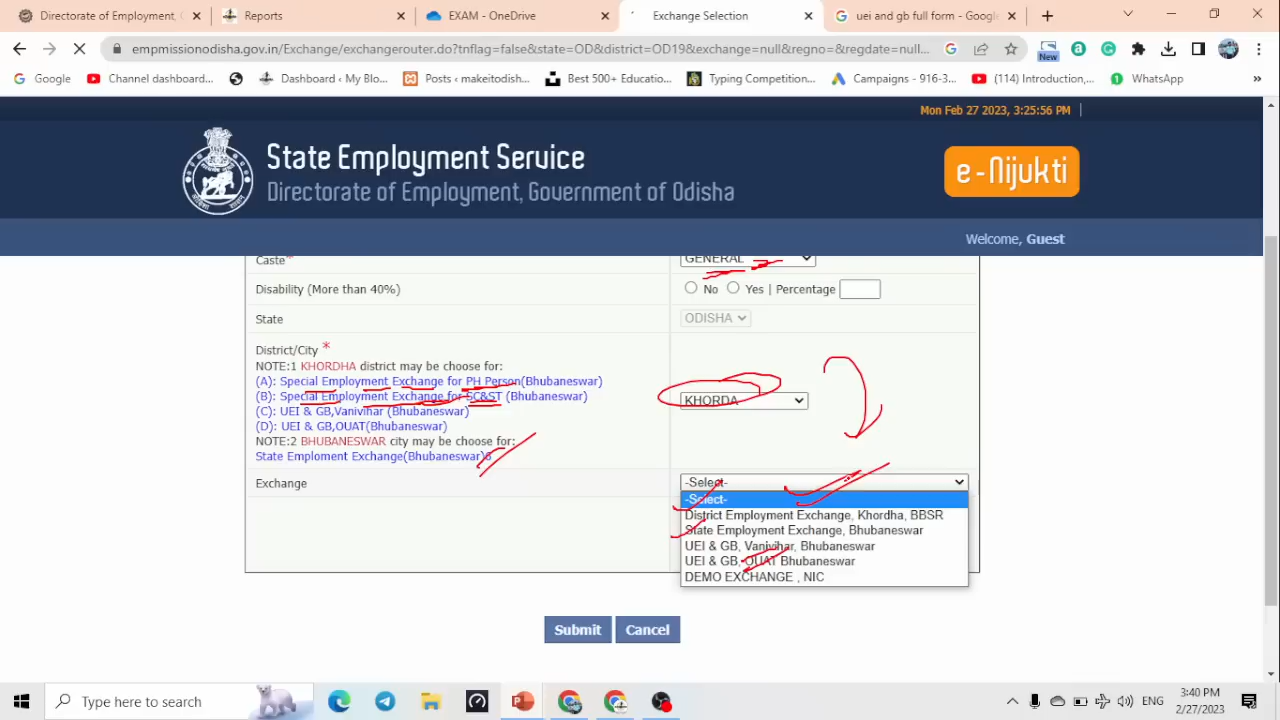 Directorate of Employment, C
Reports
EXAM - OneDrive
Exchange Selection
uei and gb full form - Google
empmissionodisha.gov.in/Exchange/exchangerouter.do?tnflag=false&state=OD&district=OD19&exchange=null&regno=&regdate=null...
New
Google
Channel dashboard...
Dashboard ‹ My Blo...
Posts ‹ makeitodish...
Best 500+ Educatio...
Typing Competition...
Campaigns - 916-3...
(114) Introduction,...
WhatsApp
»
Mon Feb 27 2023, 3:25:56 PM
State Employment Service
Directorate of Employment, Government of Odisha
e-Nijukti
Welcome, Guest
Caste*
GENERAL
Disability (More than 40%)
No Yes | Percentage
State
ODISHA
District/City *
NOTE:1 KHORDHA district may be choose for:
(A): Special Employment Exchange for PH Person(Bhubaneswar)
(B): Special Employment Exchange for SC&ST (Bhubaneswar)
(C): UEI & GB,Vanivihar (Bhubaneswar)
(D): UEI & GB,OUAT(Bhubaneswar)
NOTE:2 BHUBANESWAR city may be choose for:
State Emploment Exchange(Bhubaneswar)6
KHORDA
Exchange
-Select-
-Select-
District Employment Exchange, Khordha, BBSR
State Employment Exchange, Bhubaneswar
UEI & GB, Vanivihar, Bhubaneswar
UEI & GB, OUAT Bhubaneswar
DEMO EXCHANGE , NIC
Submit
Cancel
Type here to search
ENG
3:40 PM
2/27/2023